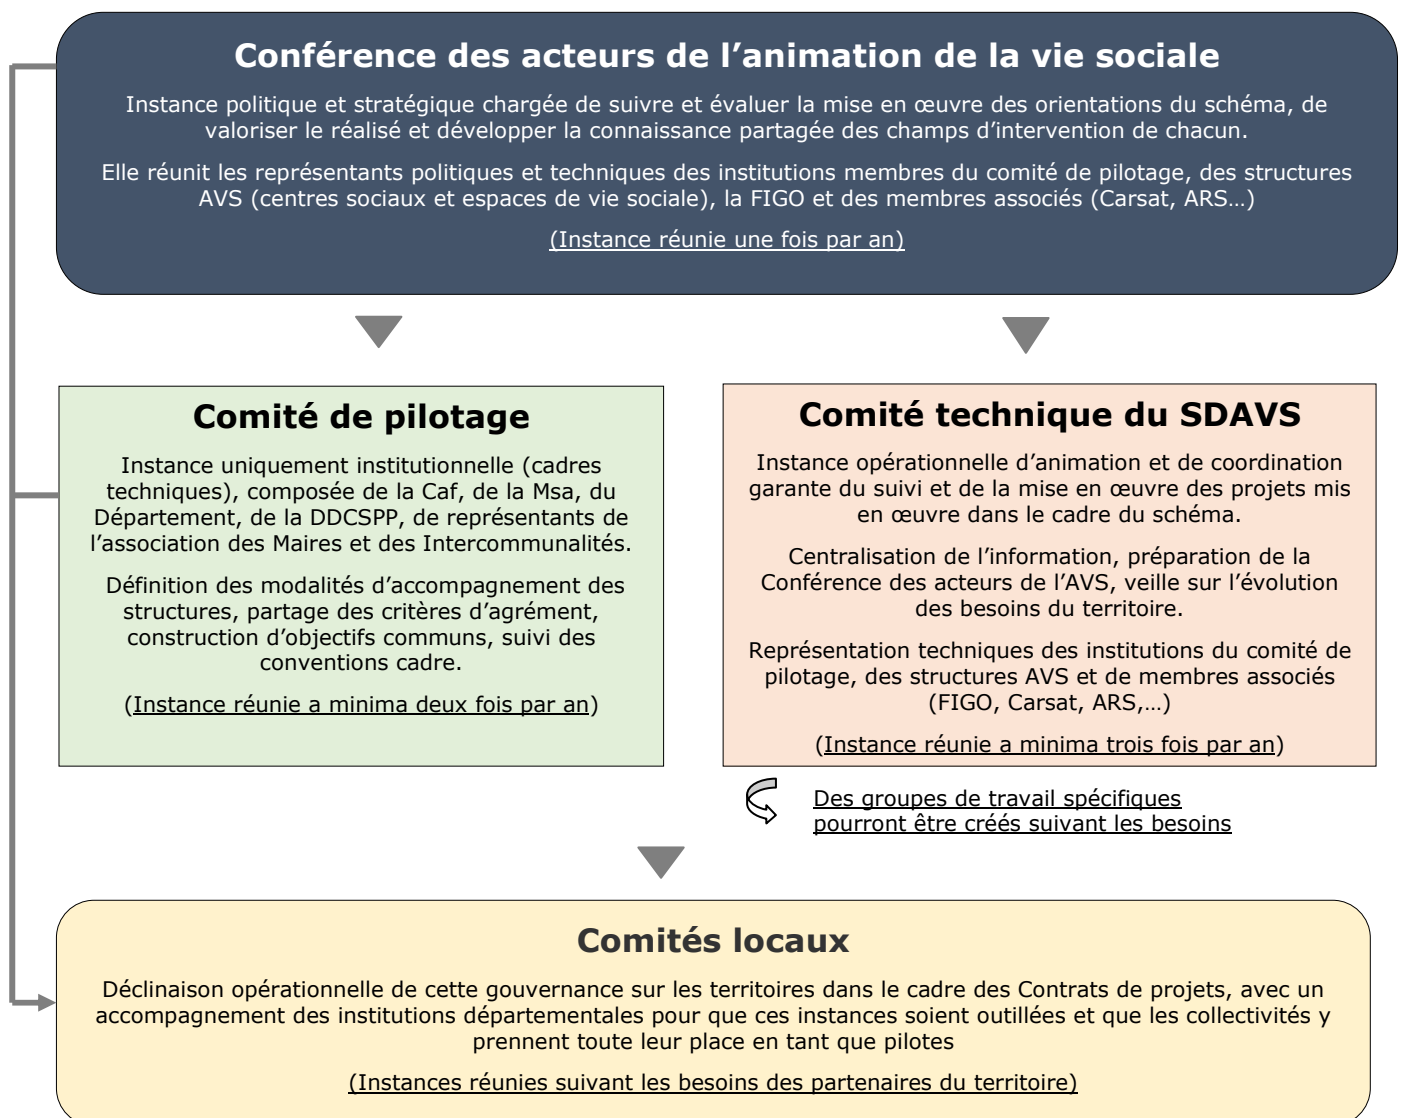 Conférence des acteurs de l’animation de la vie sociale
Instance politique et stratégique chargée de suivre et évaluer la mise en œuvre des orientations du schéma, de
valoriser le réalisé et développer la connaissance partagée des champs d’intervention de chacun.
Elle réunit les représentants politiques et techniques des institutions membres du comité de pilotage, des structures
AVS (centres sociaux et espaces de vie sociale), la FIGO et des membres associés (Carsat, ARS…)
(Instance réunie une fois par an)
Comité de pilotage
Instance uniquement institutionnelle (cadres
techniques), composée de la Caf, de la Msa, du
Département, de la DDCSPP, de représentants de
l’association des Maires et des Intercommunalités.
Définition des modalités d’accompagnement des
structures, partage des critères d’agrément,
construction d’objectifs communs, suivi des
conventions cadre.
(Instance réunie a minima deux fois par an)
Comité technique du SDAVS
Instance opérationnelle d’animation et de coordination
garante du suivi et de la mise en œuvre des projets mis
en œuvre dans le cadre du schéma.
Centralisation de l’information, préparation de la
Conférence des acteurs de l’AVS, veille sur l’évolution
des besoins du territoire.
Représentation techniques des institutions du comité de
pilotage, des structures AVS et de membres associés
(FIGO, Carsat, ARS,…)
(Instance réunie a minima trois fois par an)
Des groupes de travail spécifiques
pourront être créés suivant les besoins
Comités locaux
Déclinaison opérationnelle de cette gouvernance sur les territoires dans le cadre des Contrats de projets, avec un
accompagnement des institutions départementales pour que ces instances soient outillées et que les collectivités y
prennent toute leur place en tant que pilotes
(Instances réunies suivant les besoins des partenaires du territoire)